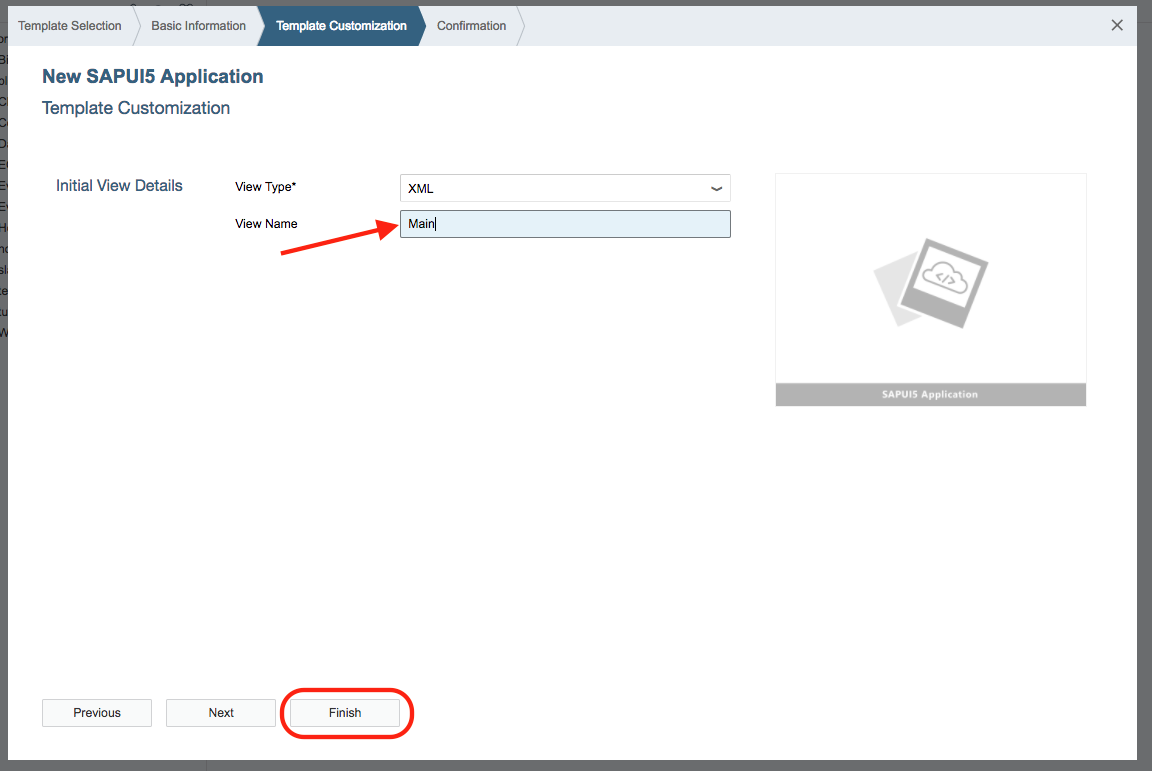 Template Selection
Basic Information
Template Customization
Confirmation
New SAPUI5 Application
Template Customization
Initial View Details
View Type*
XML
View Name
Main
</>
SAPUI5 Application
Previous
Next
Finish